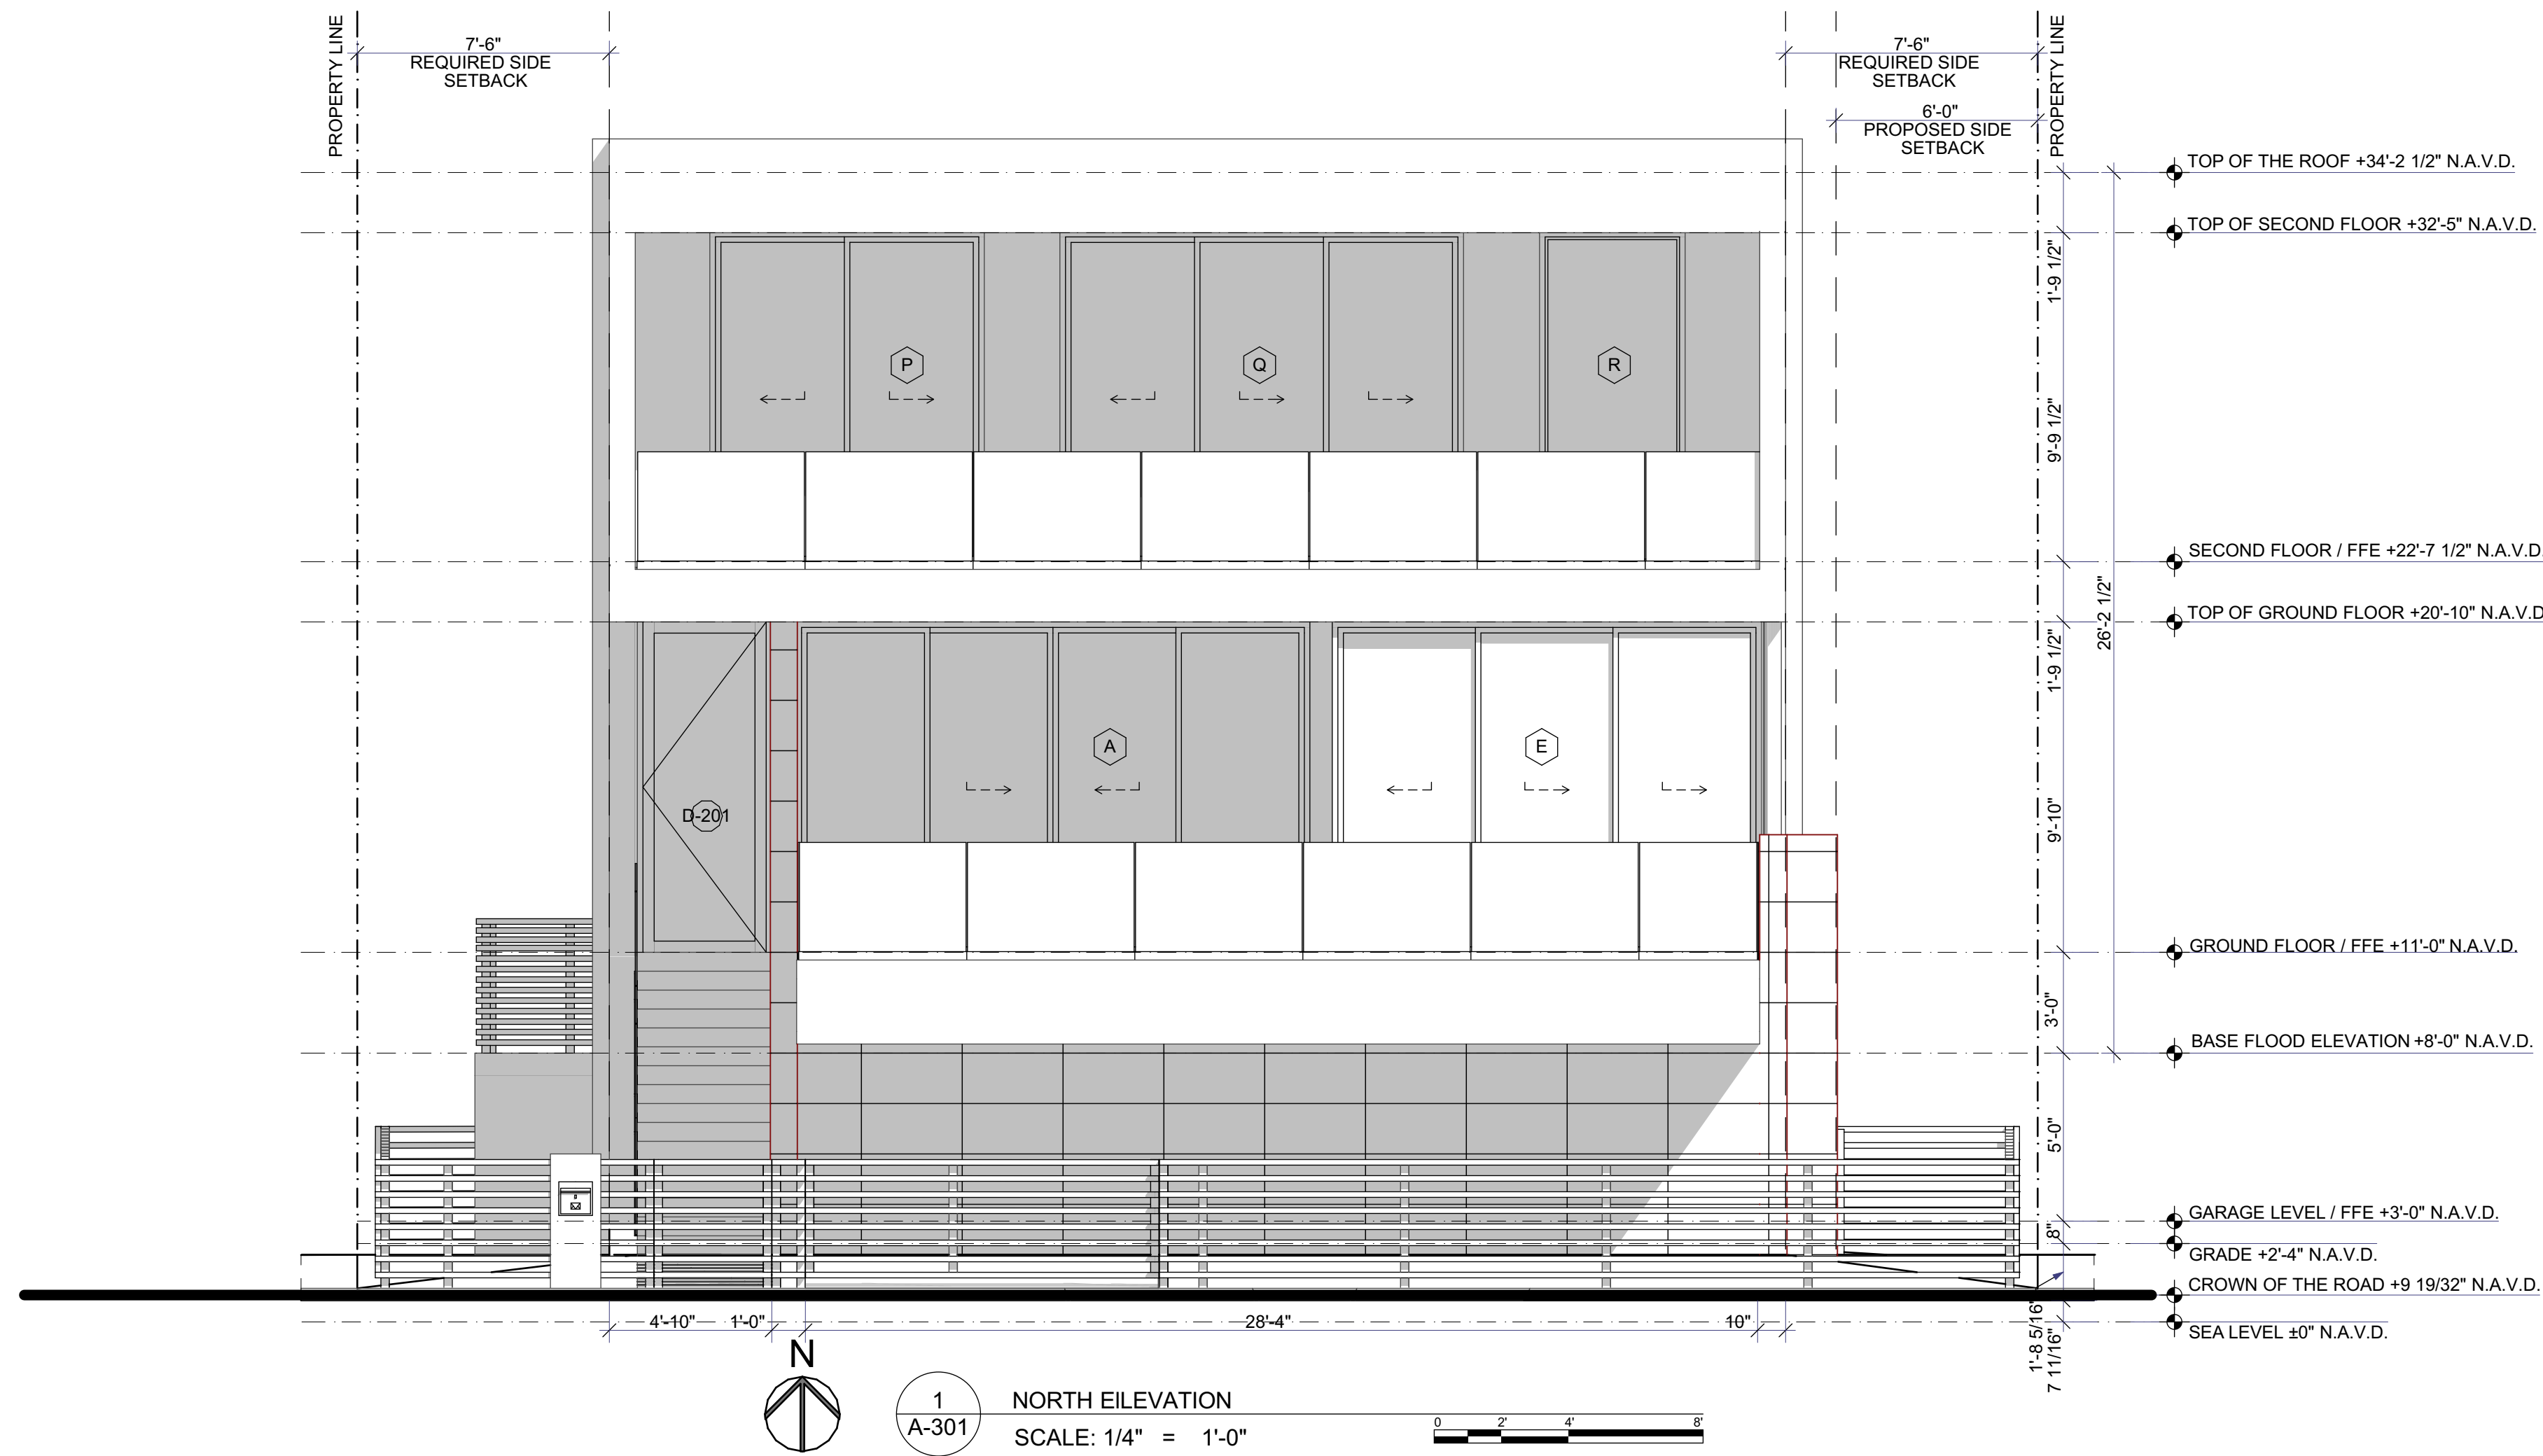 PROPERTY LINE
7'-6"
REQUIRED SIDE
SETBACK
7'-6"
REQUIRED SIDE
SETBACK
PROPERTY LINE
6'-0"
PROPOSED SIDE
SETBACK
TOP OF THE ROOF +34'-2 1/2" N.A.V.D.
TOP OF SECOND FLOOR +32'-5" N.A.V.D.
1'-9 1/2"
P
Q
R
9'-9 1/2"
SECOND FLOOR / FFE +22'-7 1/2" N.A.V.D.
TOP OF GROUND FLOOR +20'-10" N.A.V.D
26'-2 1/2"
1'-9 1/2"
A
E
D-201
9'-10"
GROUND FLOOR / FFE +11'-0" N.A.V.D.
3'-0"
BASE FLOOD ELEVATION +8'-0" N.A.V.D.
5'-0"
GARAGE LEVEL / FFE +3'-0" N.A.V.D.
8"
GRADE +2'-4" N.A.V.D.
CROWN OF THE ROAD +9 19/32" N.A.V.D.
4'-10"
1'-0"
28'-4"
10"
1'-8 5/16"
7 11/16"
SEA LEVEL ±0" N.A.V.D.
N
1
A-301
NORTH EILEVATION
SCALE: 1/4" = 1'-0"
0 2' 4' 8'